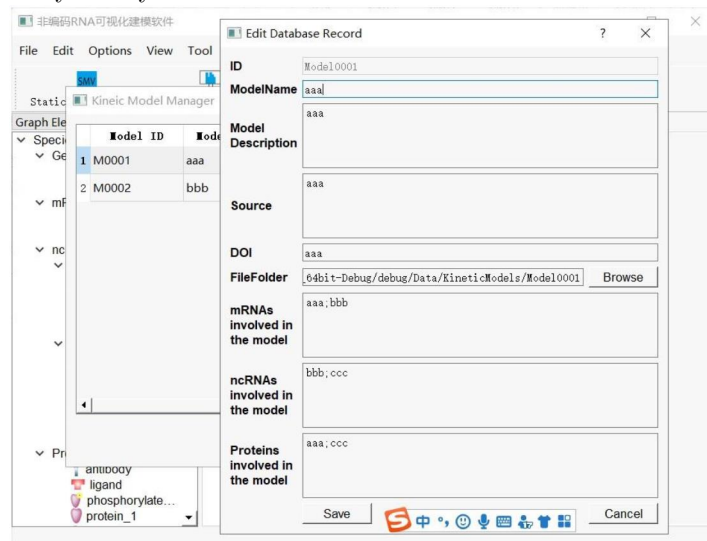 非编码RNA可视化建模软件
File Edit Options View Tool
SMV
Static
Graph Ele
Speci
Ge
mR
nc
Pr
antibody
ligand
phosphorylate...
protein_1
Kineic Model Manager
Model ID Mode
1 M0001 aaa
2 M0002 bbb
Edit Database Record ? ×
ID Model0001
ModelName aaa
Model
Description
aaa
Source aaa
DOI aaa
FileFolder _64bit-Debug/debug/Data/KineticModels/Model0001 Browse
mRNAs
involved in
the model
aaa;bbb
ncRNAs
involved in
the model
bbb;ccc
Proteins
involved in
the model
aaa;ccc
Save Cancel
S 中